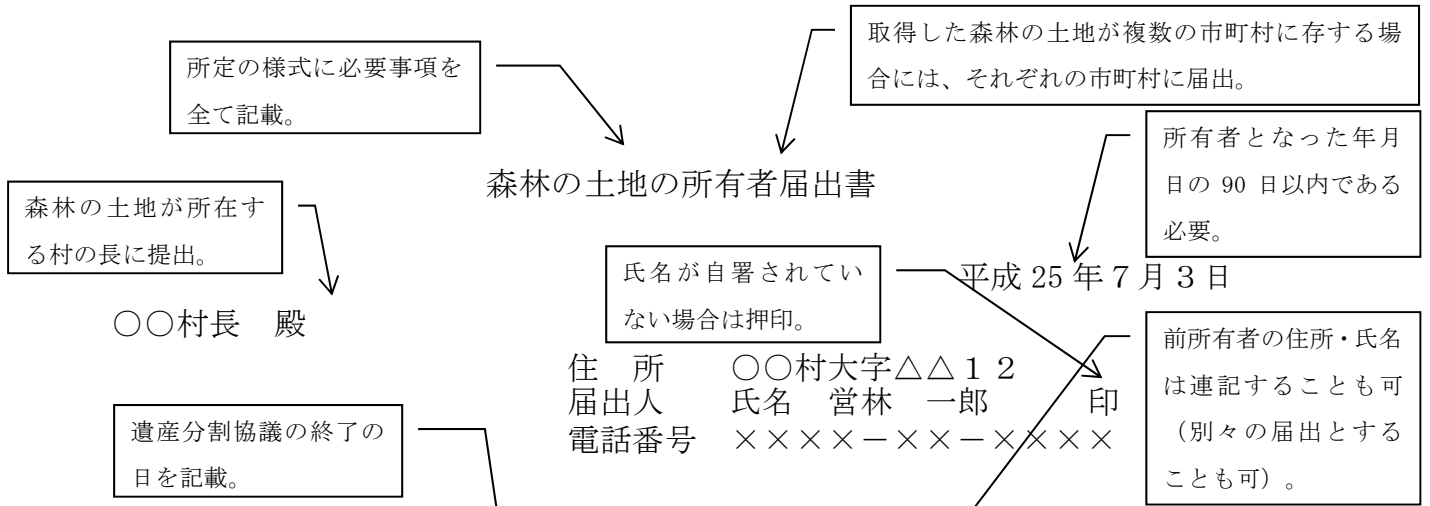 取得した森林の土地が複数の市町村に存する場
合には、それぞれの市町村に届出。
所定の様式に必要事項を
全て記載。
所有者となった年月
日の 90 日以内である
必要。
森林の土地の所有者届出書
森林の土地が所在す
る村の長に提出。
氏名が自署されてい
ない場合は押印。
平成 25 年７月３日
○○村長　殿
前所有者の住所・氏名
は連記することも可
（別々の届出とする
ことも可）。
住　所　　○○村大字△△１２
届出人　　氏名　営林　一郎　　　印
電話番号　××××－××－××××
遺産分割協議の終了の
日を記載。